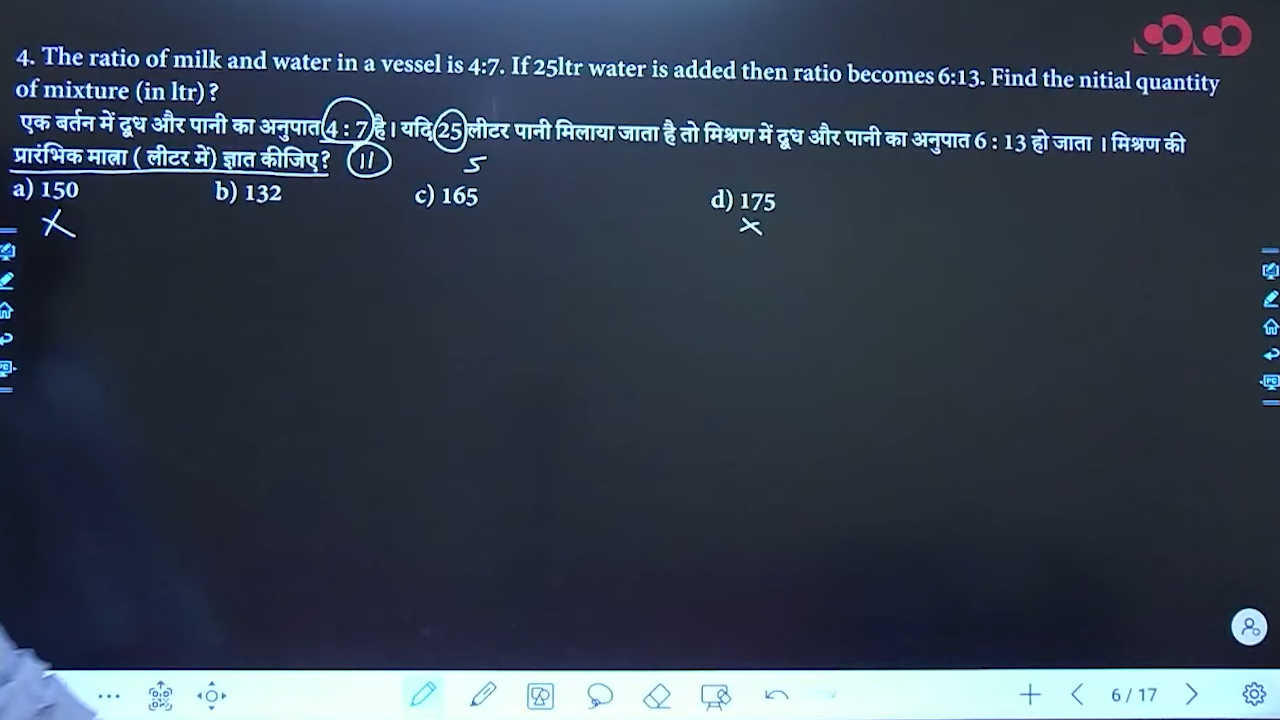 4. The ratio of milk and water in a vessel is 4:7. If 25ltr water is added then ratio becomes 6:13. Find the nitial quantity
of mixture (in ltr) ?
एक बर्तन में दूध और पानी का अनुपात 4 : 7 है। यदि 25 लीटर पानी मिलाया जाता है तो मिश्रण में दूध और पानी का अनुपात 6 : 13 हो जाता । मिश्रण की
प्रारंभिक मात्रा ( लीटर में) ज्ञात कीजिए?
11
5
a) 150 b) 132 c) 165 d) 175
6 / 17